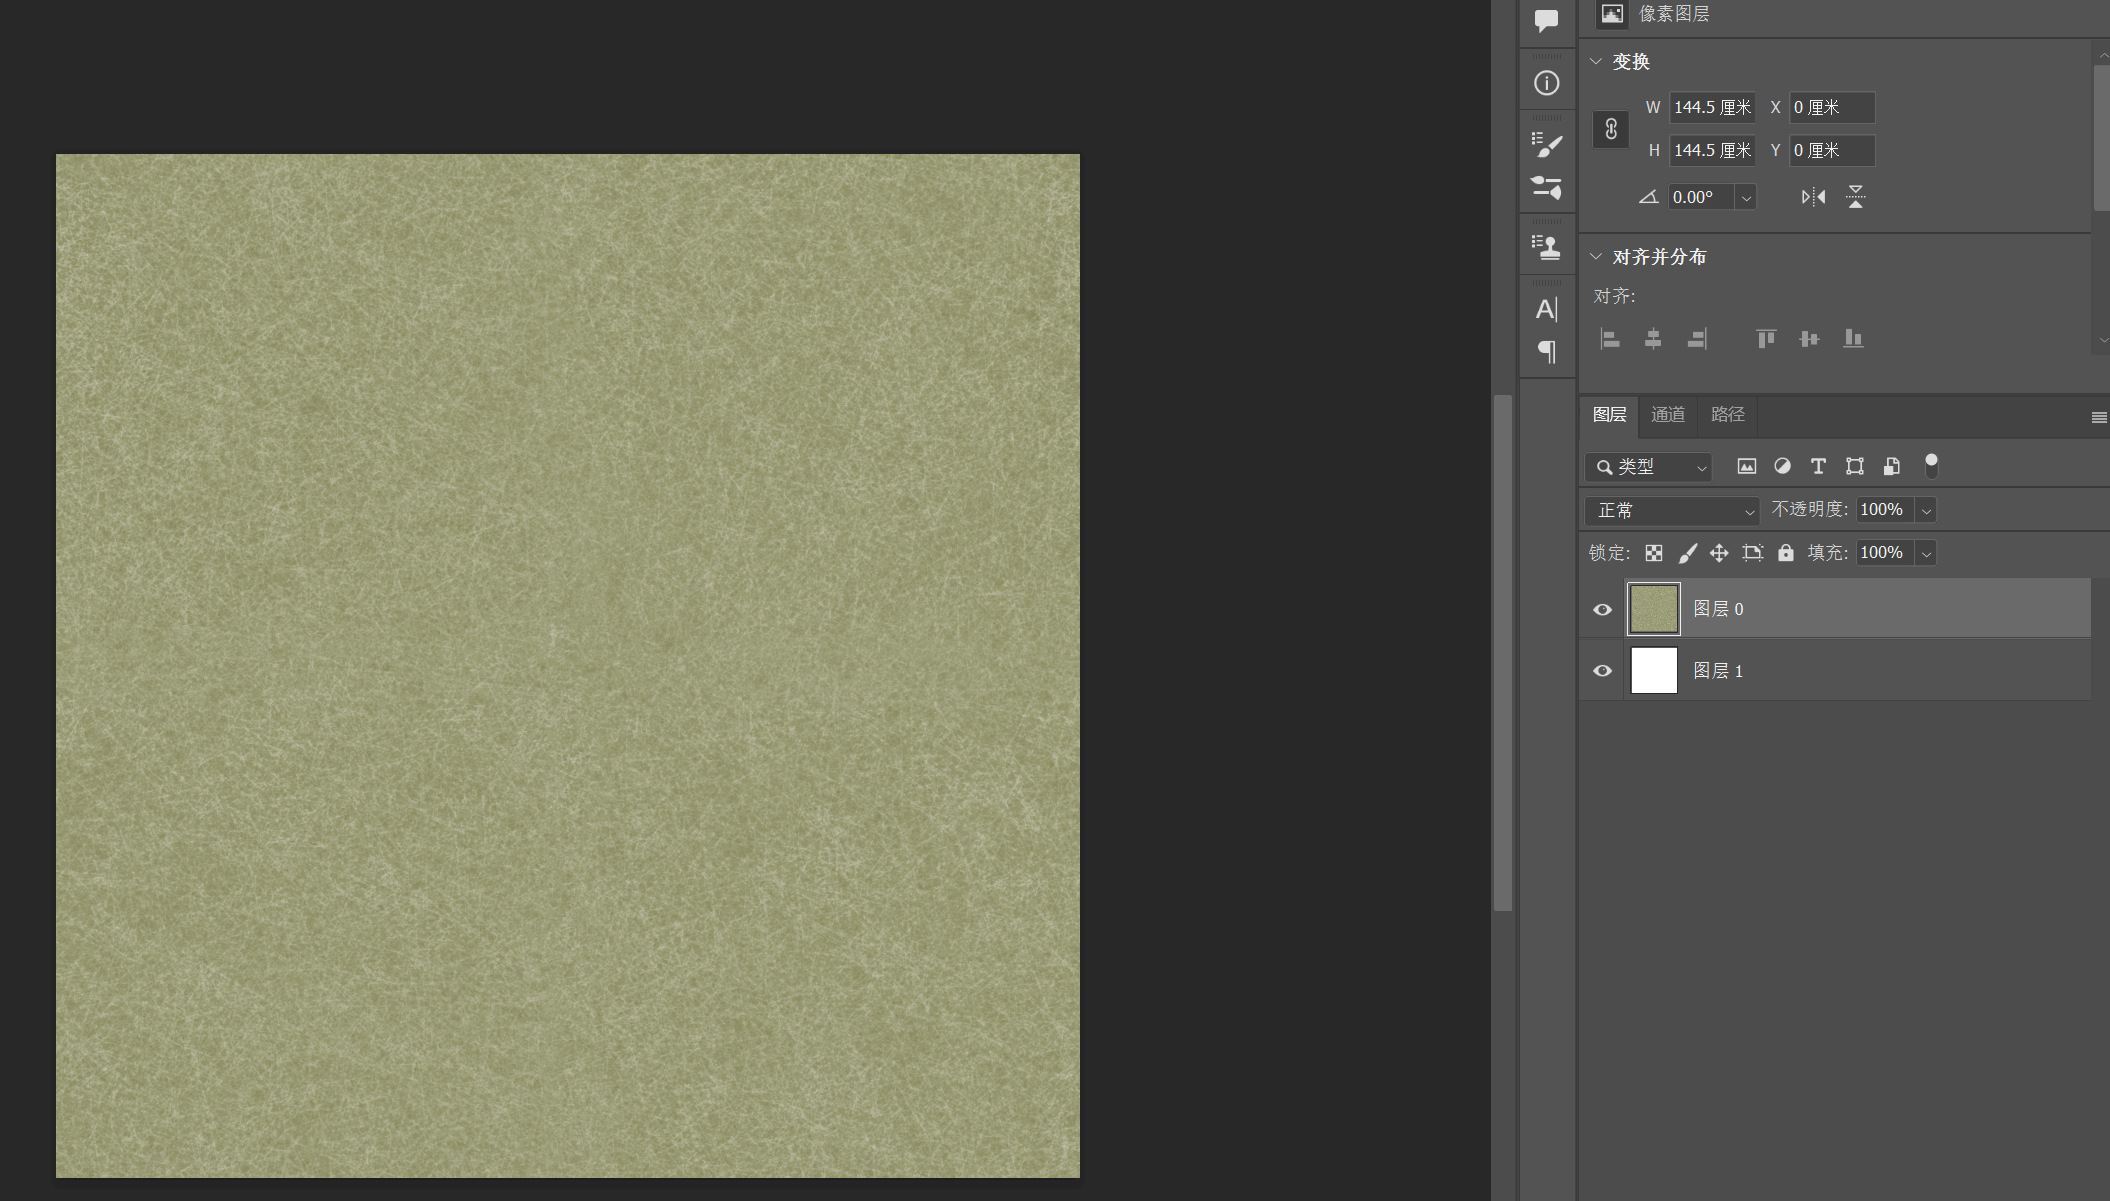 像素图层
变换
W 144.5 厘米 X 0 厘米
H 144.5 厘米 Y 0 厘米
0.00°
对齐并分布
对齐:
A
图层 通道 路径
类型
正常 不透明度: 100%
锁定: 填充: 100%
图层 0
图层 1